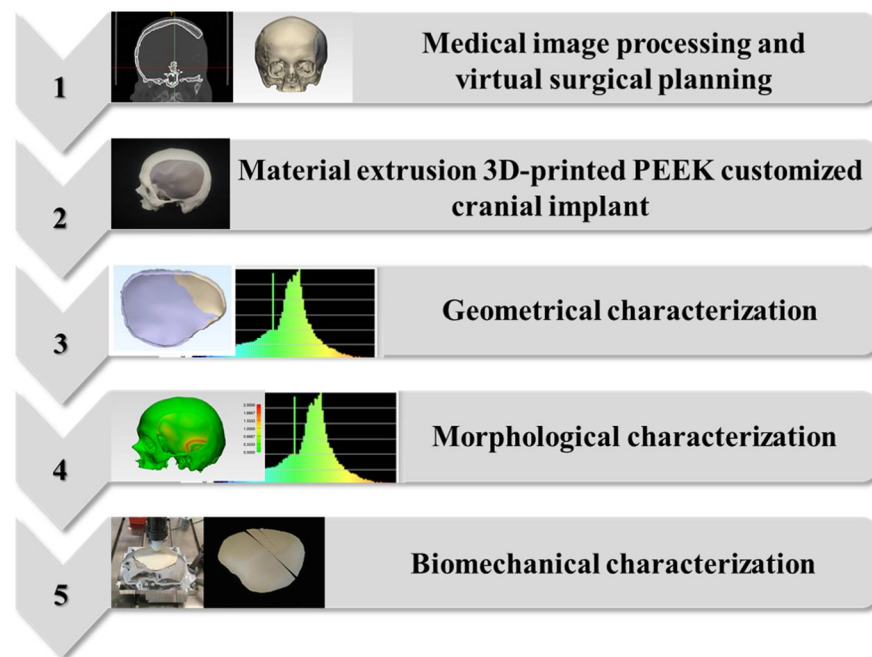 1
Medical image processing and
virtual surgical planning
2
Material extrusion 3D-printed PEEK customized
cranial implant
3
Geometrical characterization
4
Morphological characterization
5
Biomechanical characterization